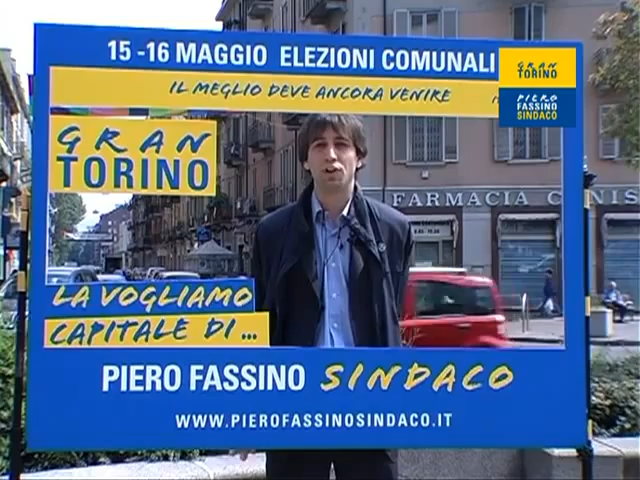 15-16 MAGGIO ELEZIONI COMUNALI
IL MEGLIO DEVE ANCORA VENIRE
GRAN
TORINO
PIERO
FASSINO
SINDACO
GRAN
TORINO
FARMACIA
LA VOGLIAMO
CAPITALE DI...
PIERO FASSINO SINDACO
WWW.PIEROFASSINOSINDACO.IT